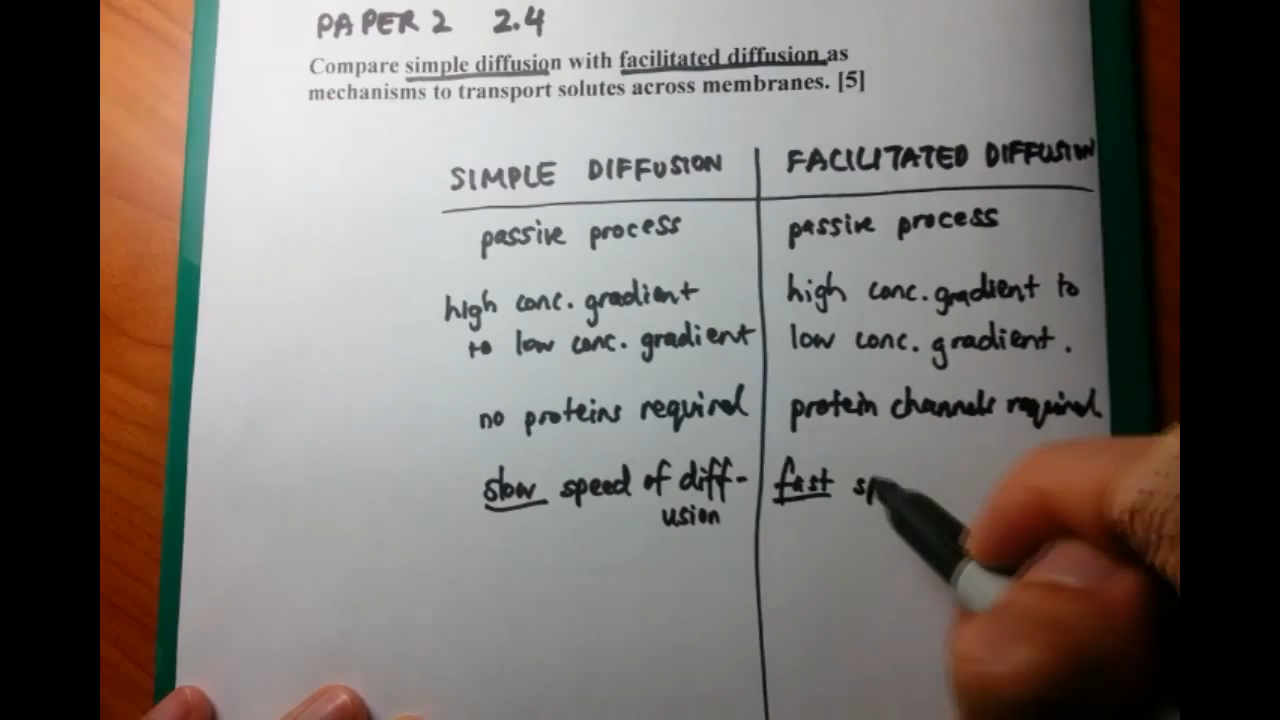 PAPER 2 2.4
Compare simple diffusion with facilitated diffusion as
mechanisms to transport solutes across membranes. [5]
SIMPLE DIFFUSION
passive process
high conc. gradient
to low conc. gradient
no proteins required
slow speed of diff-
usion
FACILITATED DIFFUSION
passive process
high conc. gradient to
low conc. gradient.
protein channels required
fast sp